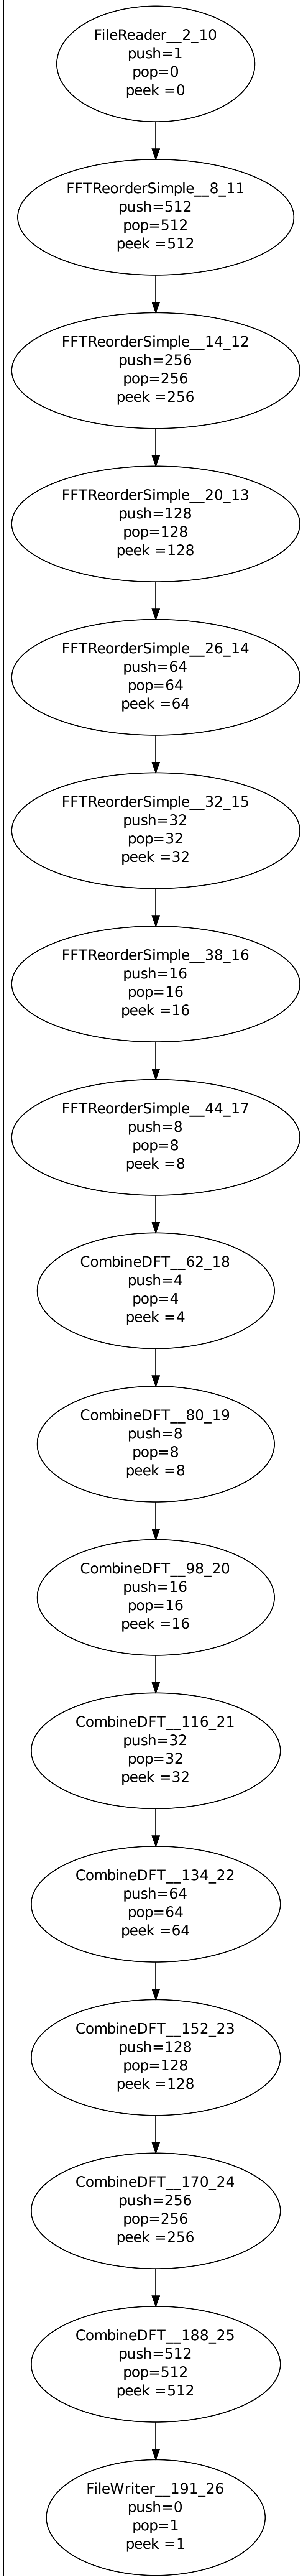 FileReader__2_10
push=1
pop=0
peek =0
FFTReorderSimple__8_11
push=512
pop=512
peek =512
FFTReorderSimple__14_12
push=256
pop=256
peek =256
FFTReorderSimple__20_13
push=128
pop=128
peek =128
FFTReorderSimple__26_14
push=64
pop=64
peek =64
FFTReorderSimple__32_15
push=32
pop=32
peek =32
FFTReorderSimple__38_16
push=16
pop=16
peek =16
FFTReorderSimple__44_17
push=8
pop=8
peek =8
CombineDFT__62_18
push=4
pop=4
peek =4
CombineDFT__80_19
push=8
pop=8
peek =8
CombineDFT__98_20
push=16
pop=16
peek =16
CombineDFT__116_21
push=32
pop=32
peek =32
CombineDFT__134_22
push=64
pop=64
peek =64
CombineDFT__152_23
push=128
pop=128
peek =128
CombineDFT__170_24
push=256
pop=256
peek =256
CombineDFT__188_25
push=512
pop=512
peek =512
FileWriter__191_26
push=0
pop=1
peek =1